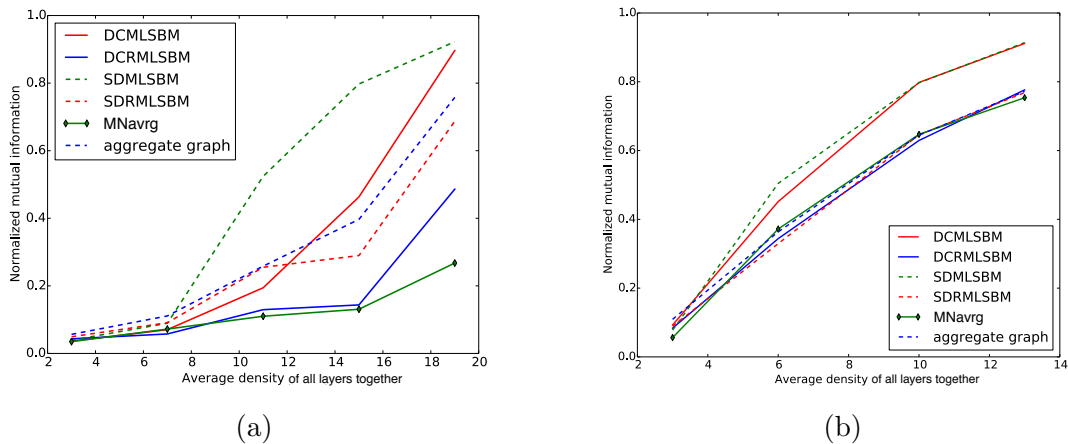 1.0
0.8
0.6
0.4
0.2
0.0
Normalized mutual information
DCMLSBM
DCRMLSBM
SDMLSBM
SDRMLSBM
MNavrg
aggregate graph
2 4 6 8 10 12 14 16 18 20
Average density of all layers together
(a)
1.0
0.8
0.6
0.4
0.2
0.0
Normalized mutual information
DCMLSBM
DCRMLSBM
SDMLSBM
SDRMLSBM
MNavrg
aggregate graph
2 4 6 8 10 12 14
Average density of all layers together
(b)